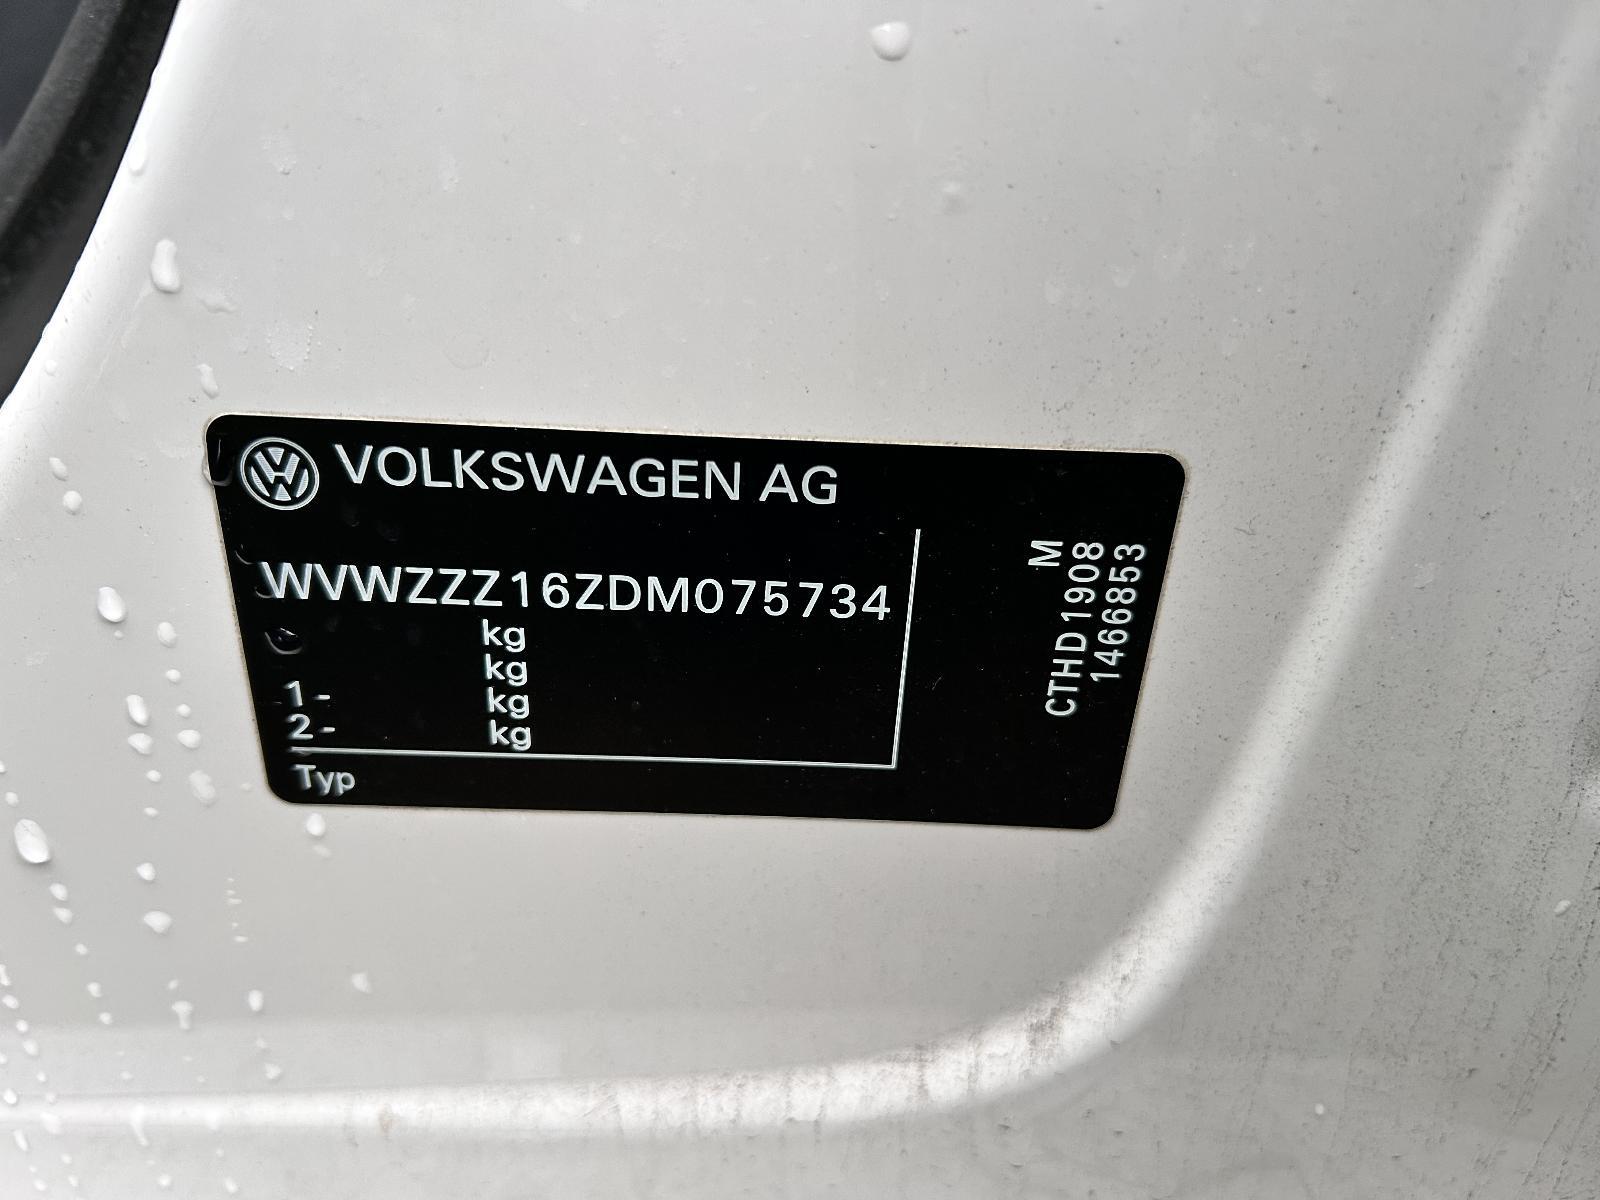 VOLKSWAGEN AG
WVWZZZ16ZDM075734
kg
kg
1- kg
2- kg
Typ
M
CTHD1908
1466853